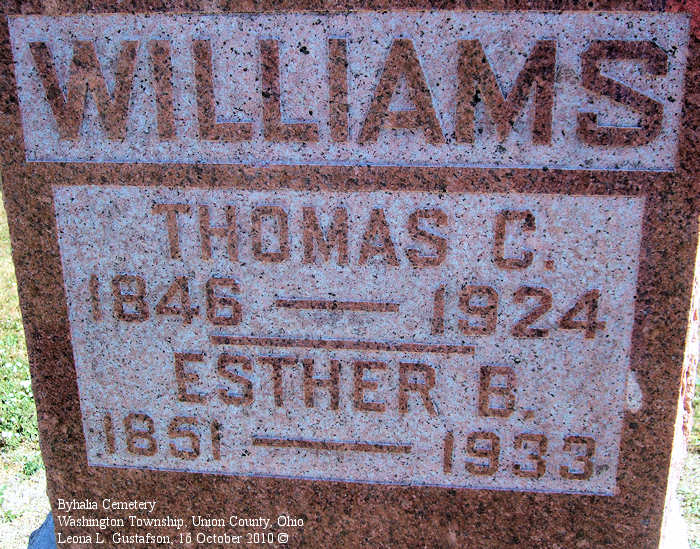 WILLIAMS
THOMAS C.
1846 — 1924
ESTHER B.
1851 — 1933
Byhalia Cemetery
Washington Township, Union County, Ohio
Leona L. Gustafson, 16 October 2010 ©